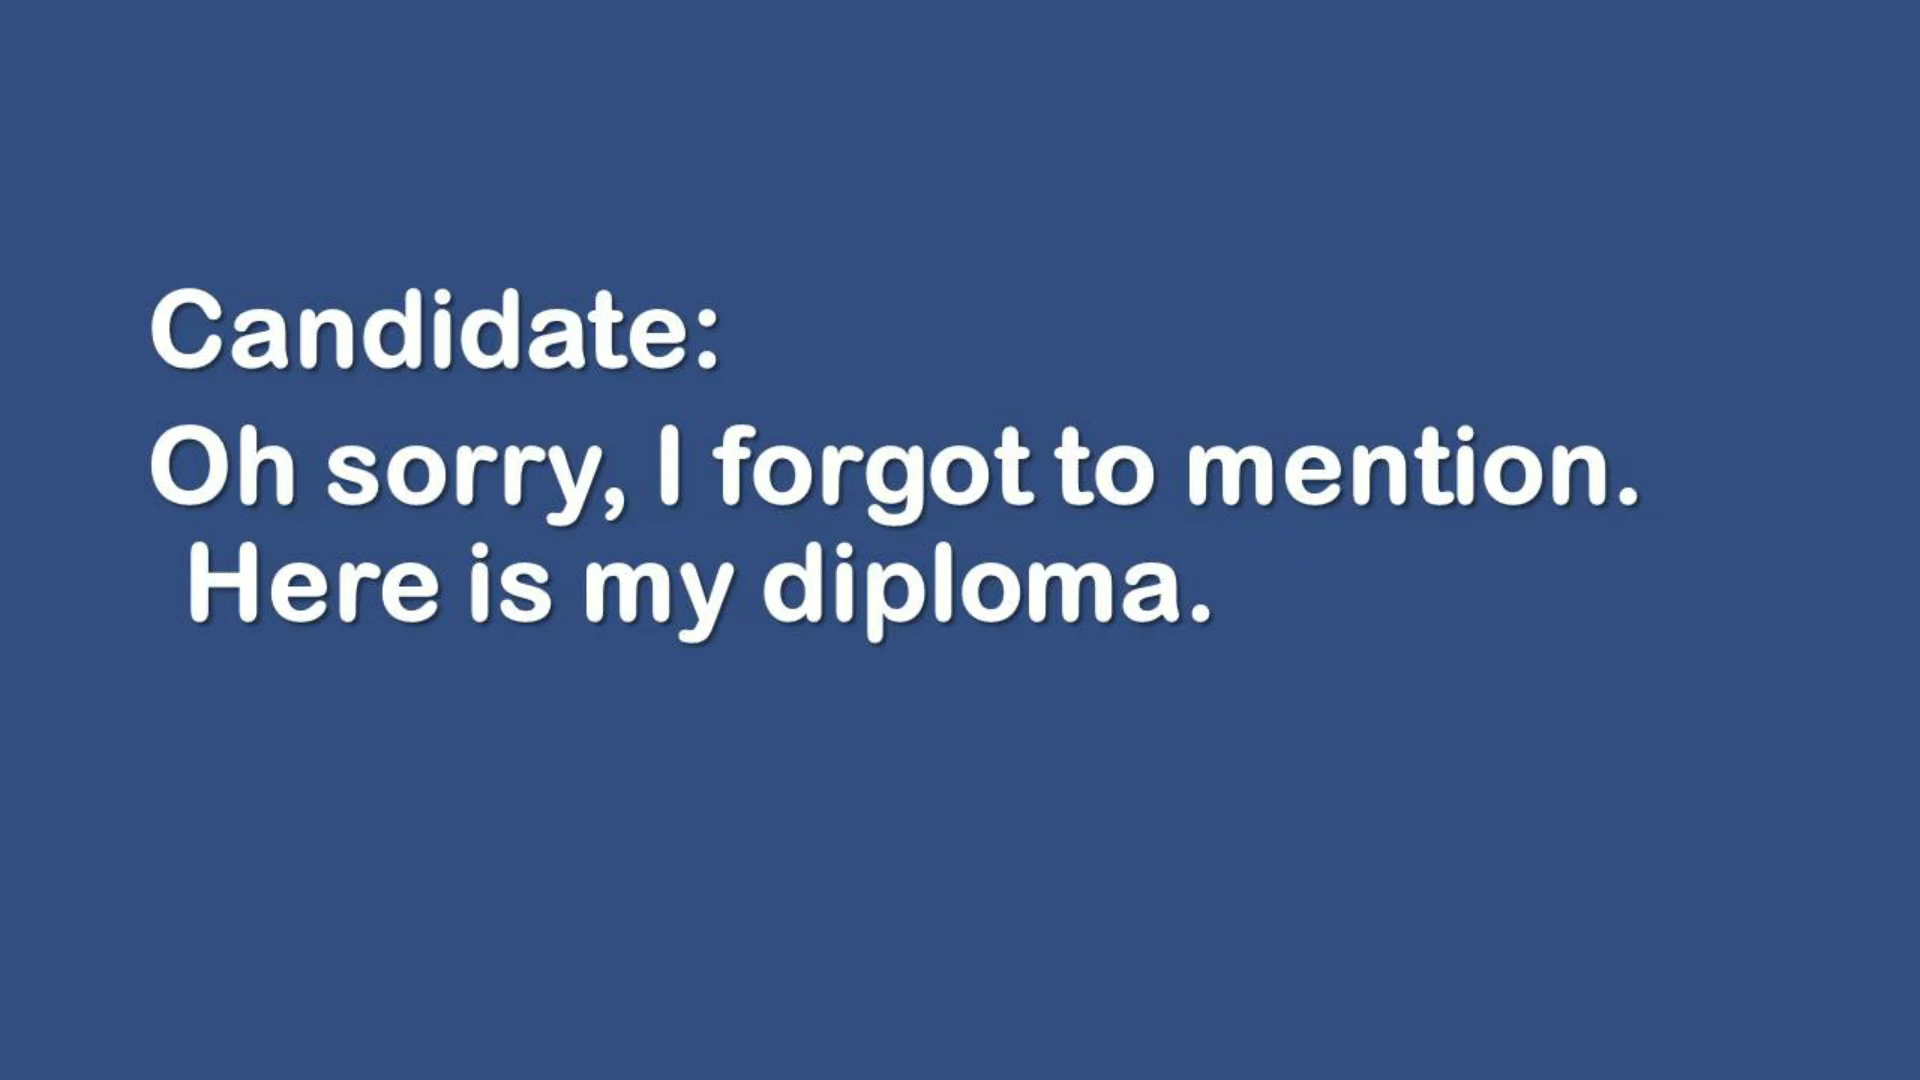 Candidate:
Oh sorry, I forgot to mention.
Here is my diploma.